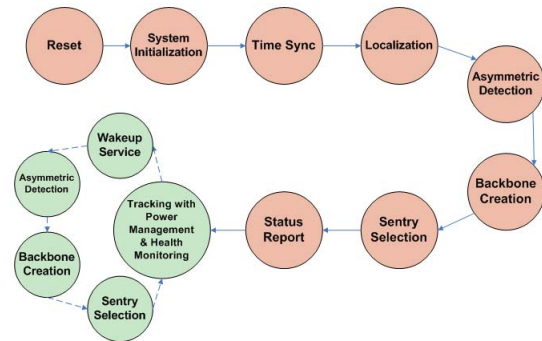 Reset
System
Initialization
Time Sync
Localization
Asymmetric
Detection
Backbone
Creation
Sentry
Selection
Status
Report
Tracking with
Power
Management
& Health
Monitoring
Wakeup
Service
Asymmetric
Detection
Backbone
Creation
Sentry
Selection